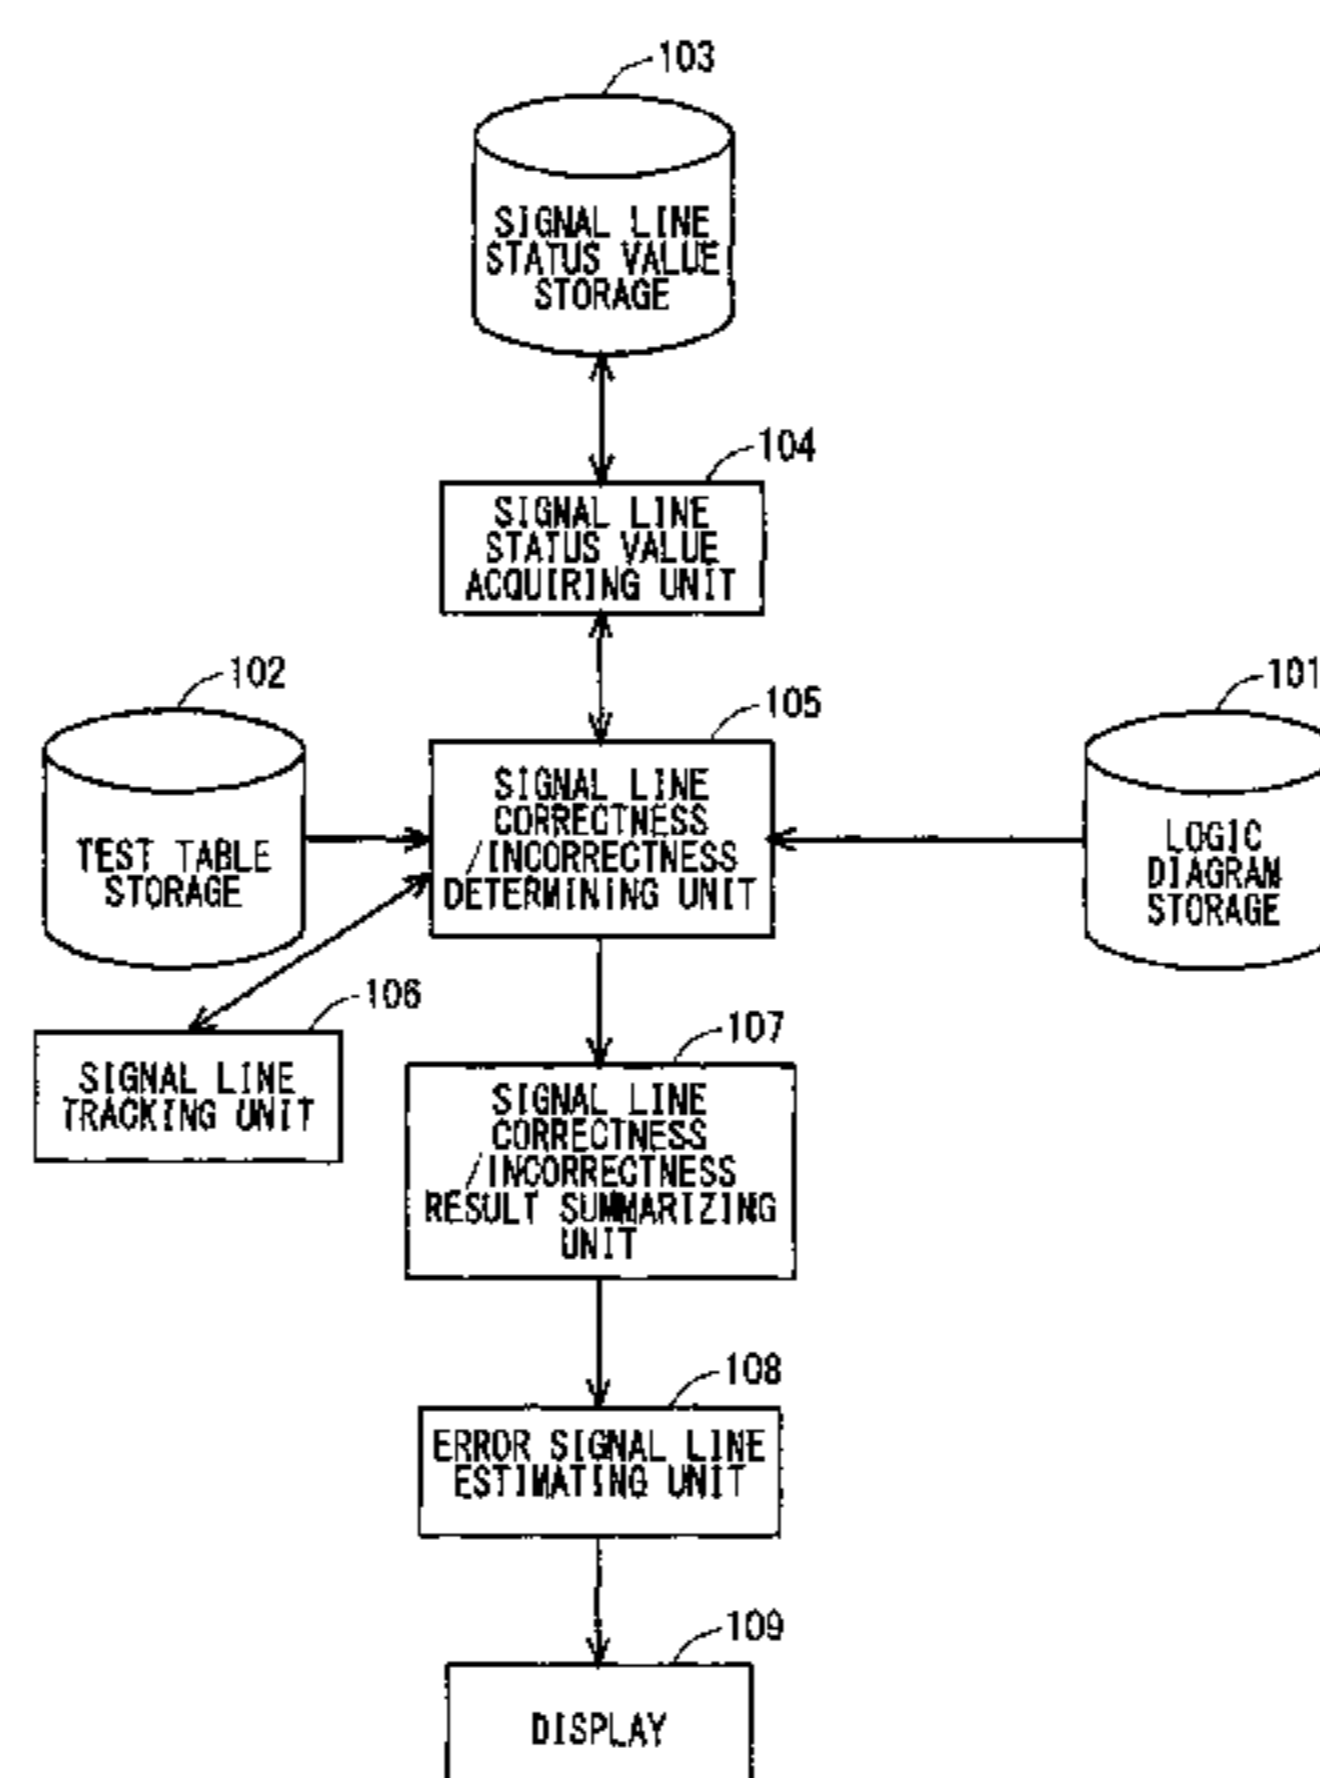 103
SIGNAL LINE
STATUS VALUE
STORAGE
104
SIGNAL LINE
STATUS VALUE
ACQUIRING UNIT
102
TEST TABLE
STORAGE
105
SIGNAL LINE
CORRECTNESS
/INCORRECTNESS
DETERMINING UNIT
101
LOGIC
DIAGRAM
STORAGE
106
SIGNAL LINE
TRACKING UNIT
107
SIGNAL LINE
CORRECTNESS
/INCORRECTNESS
RESULT SUMMARIZING
UNIT
108
ERROR SIGNAL LINE
ESTIMATING UNIT
109
DISPLAY